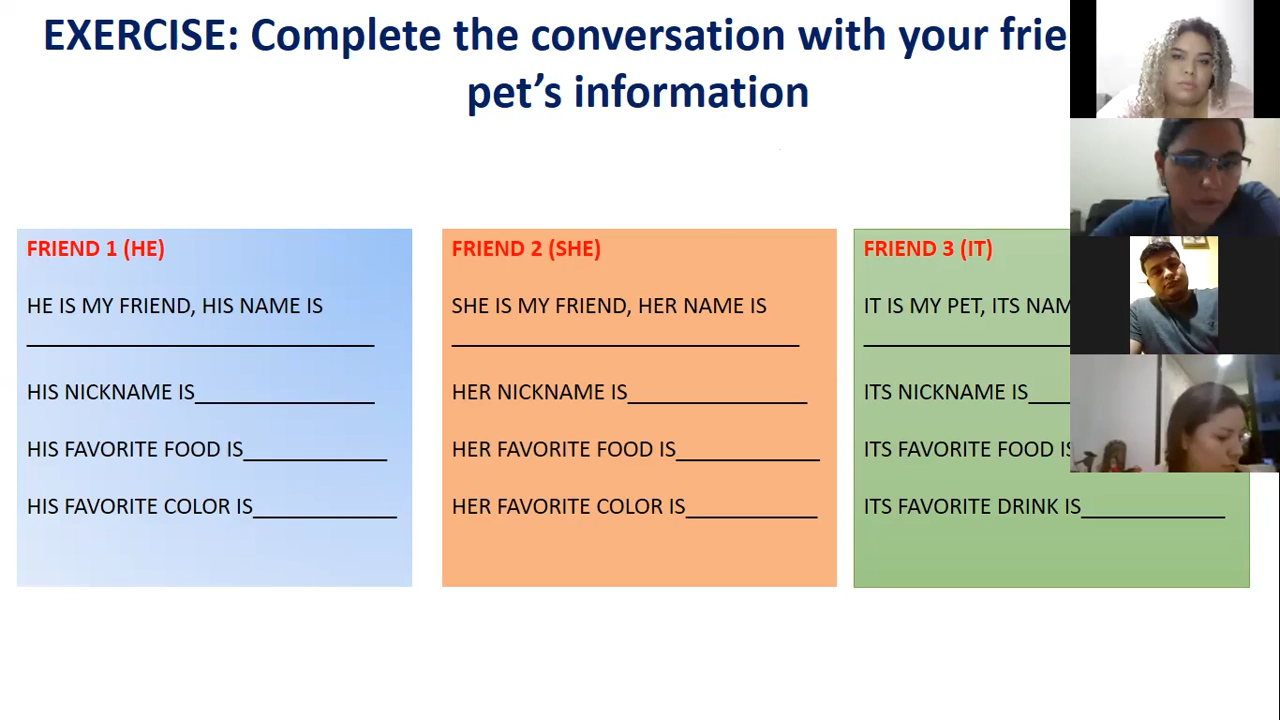 EXERCISE: Complete the conversation with your
pet's information
FRIEND 1 (HE)
HE IS MY FRIEND, HIS NAME IS
HIS NICKNAME IS
HIS FAVORITE FOOD IS
HIS FAVORITE COLOR IS
FRIEND 2 (SHE)
SHE IS MY FRIEND, HER NAME IS
HER NICKNAME IS
HER FAVORITE FOOD IS
HER FAVORITE COLOR IS
FRIEND 3 (IT)
IT IS MY PET, ITS
ITS NICKNAME IS
ITS FAVORITE FOOD IS
ITS FAVORITE DRINK IS